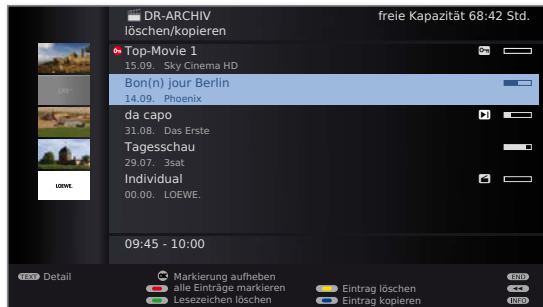 DR-ARCHIV freie Kapazität 68:42 Std.
löschen/kopieren
Top-Movie 1
15.09. Sky Cinema HD
Bon(n) jour Berlin
14.09. Phoenix
da capo
31.08. Das Erste
Tagesschau
29.07. 3sat
Individual
00.00. LOEWE.
LOEWE.
09:45 - 10:00
TEXT Detail
OK Markierung aufheben
END
alle Einträge markieren
Eintrag löschen
Lesezeichen löschen
Eintrag kopieren
INFO